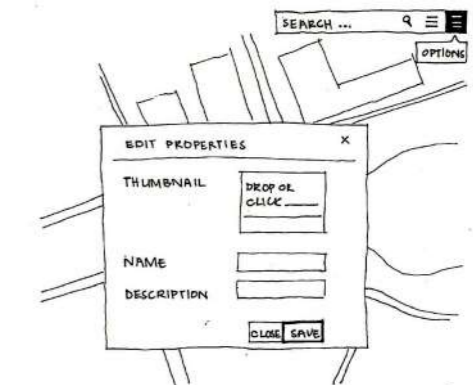 SEARCH ...
OPTIONS
EDIT PROPERTIES X
THUMBNAIL
DROP OR
CLICK
NAME
DESCRIPTION
CLOSE SAVE